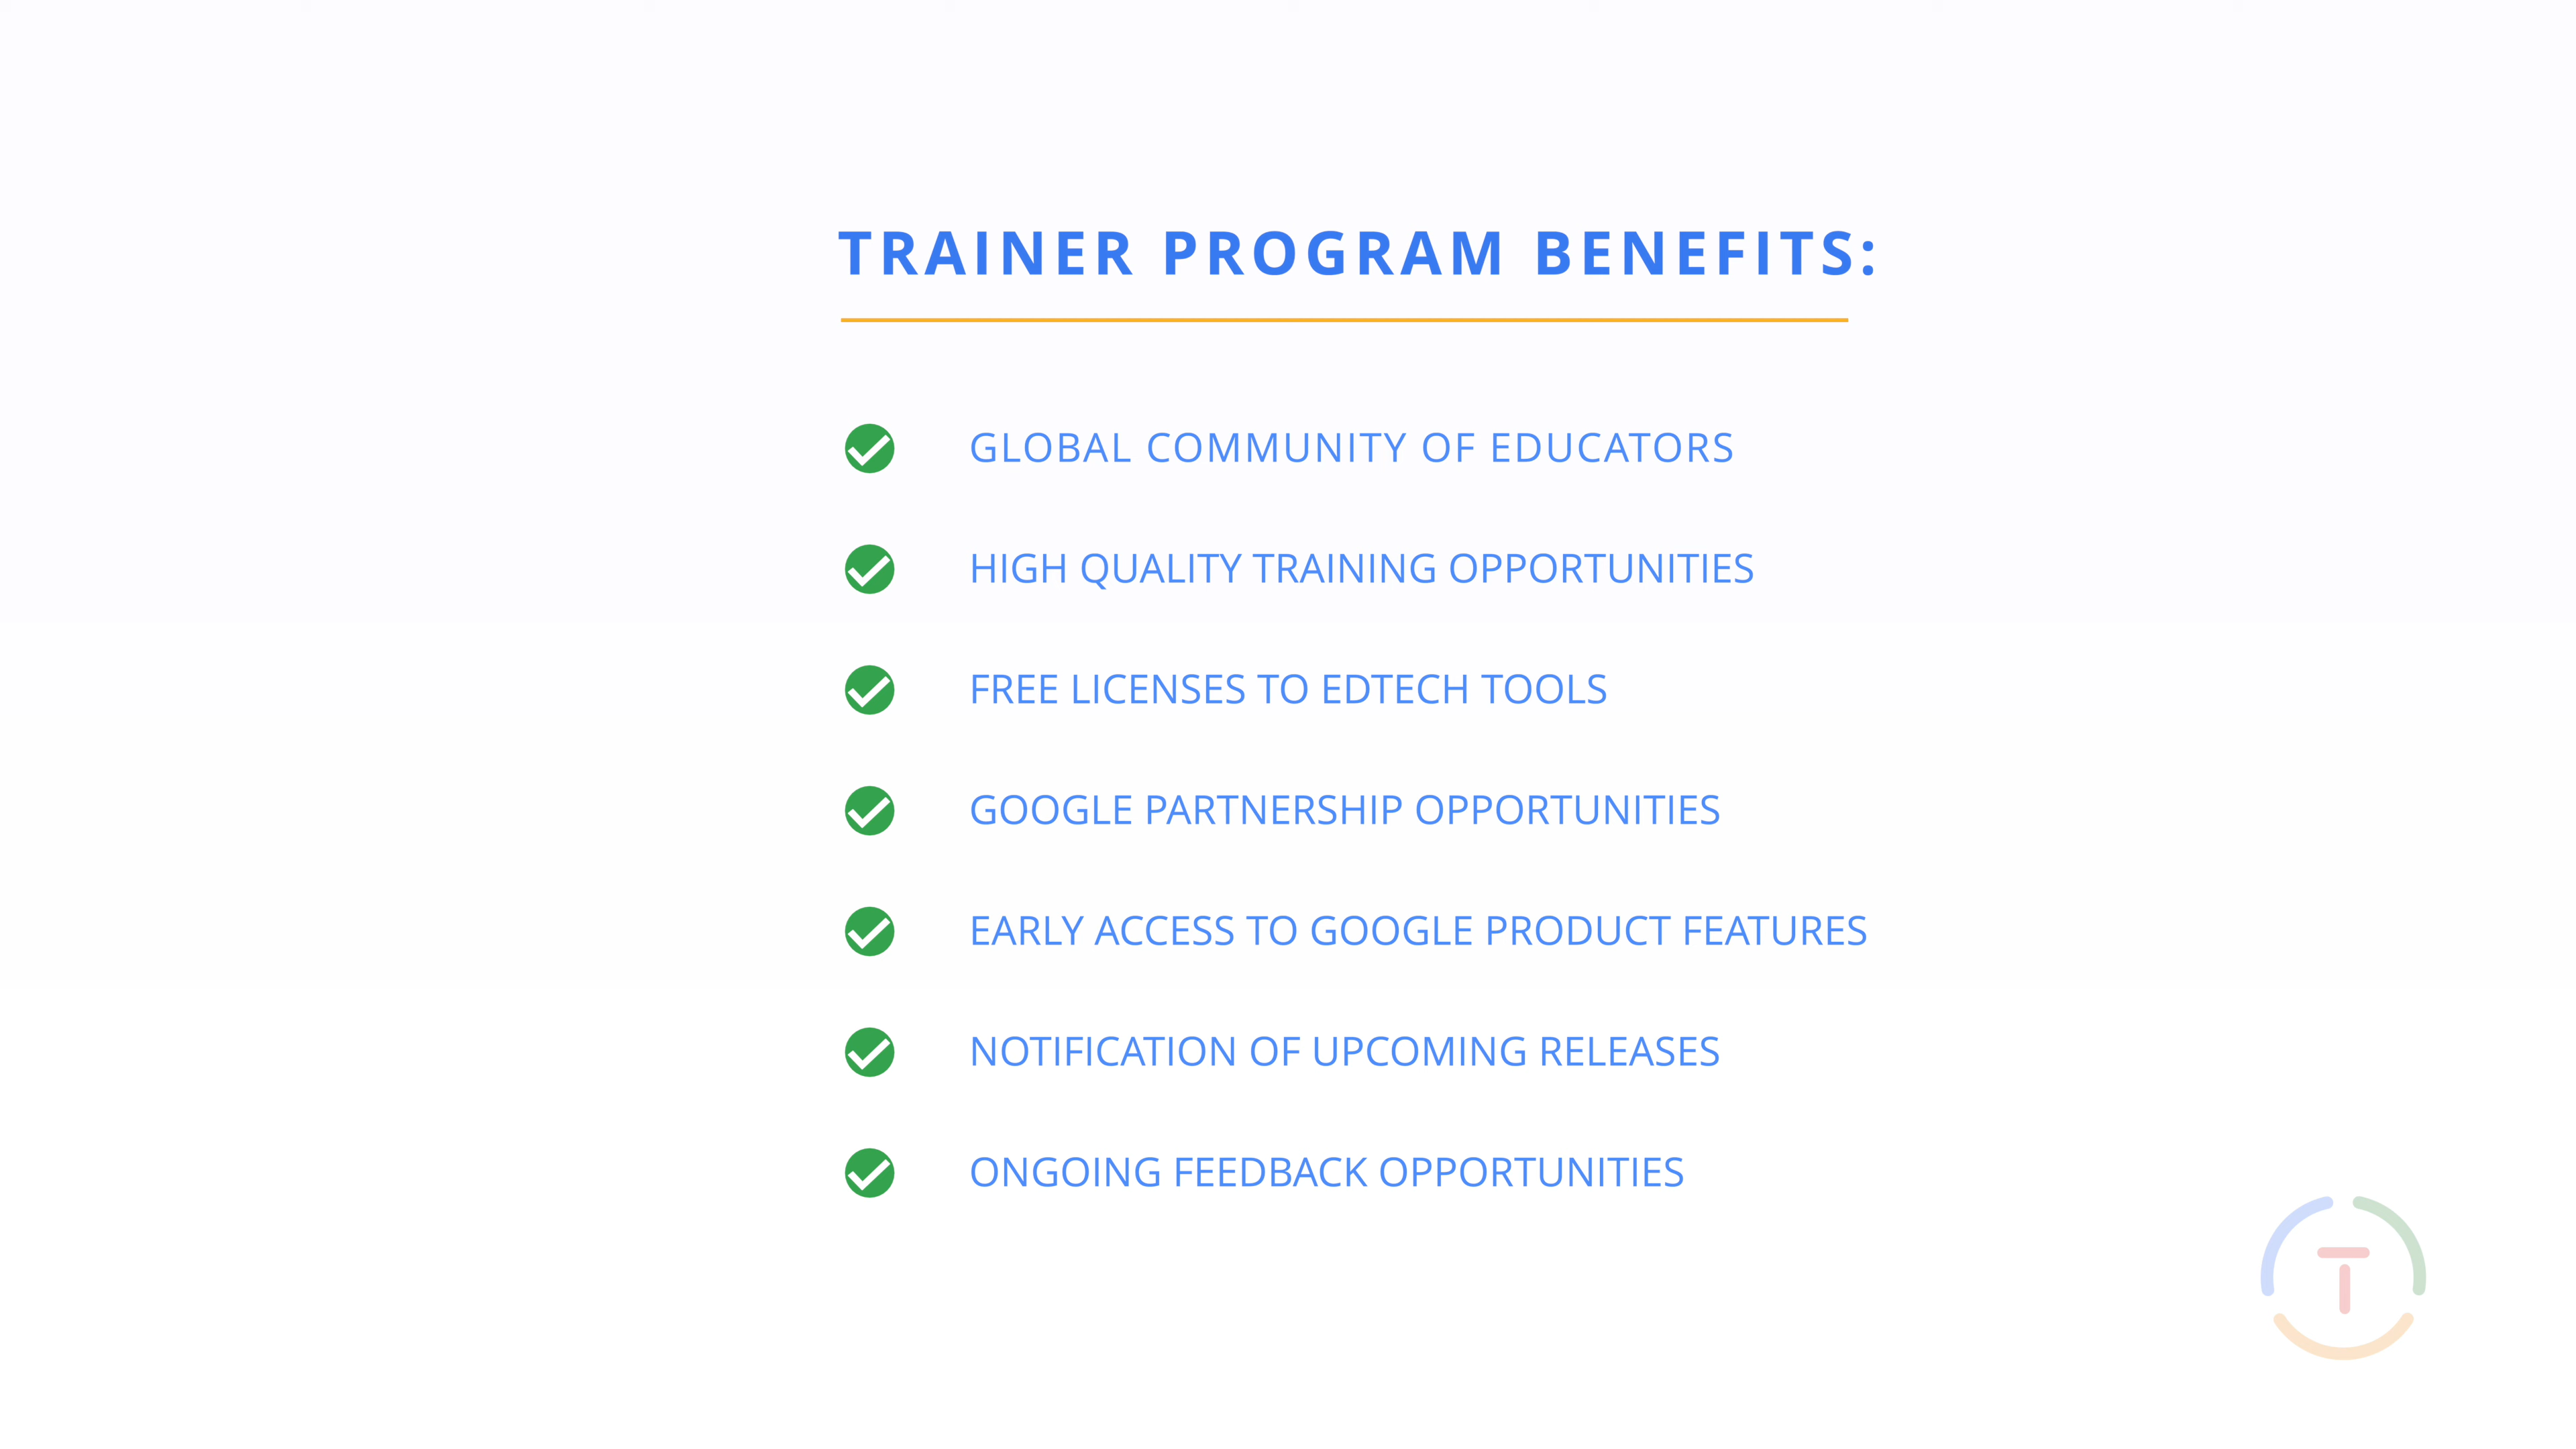 TRAINER PROGRAM BENEFITS:
GLOBAL COMMUNITY OF EDUCATORS
HIGH QUALITY TRAINING OPPORTUNITIES
FREE LICENSES TO EDTECH TOOLS
GOOGLE PARTNERSHIP OPPORTUNITIES
EARLY ACCESS TO GOOGLE PRODUCT FEATURES
NOTIFICATION OF UPCOMING RELEASES
ONGOING FEEDBACK OPPORTUNITIES
T